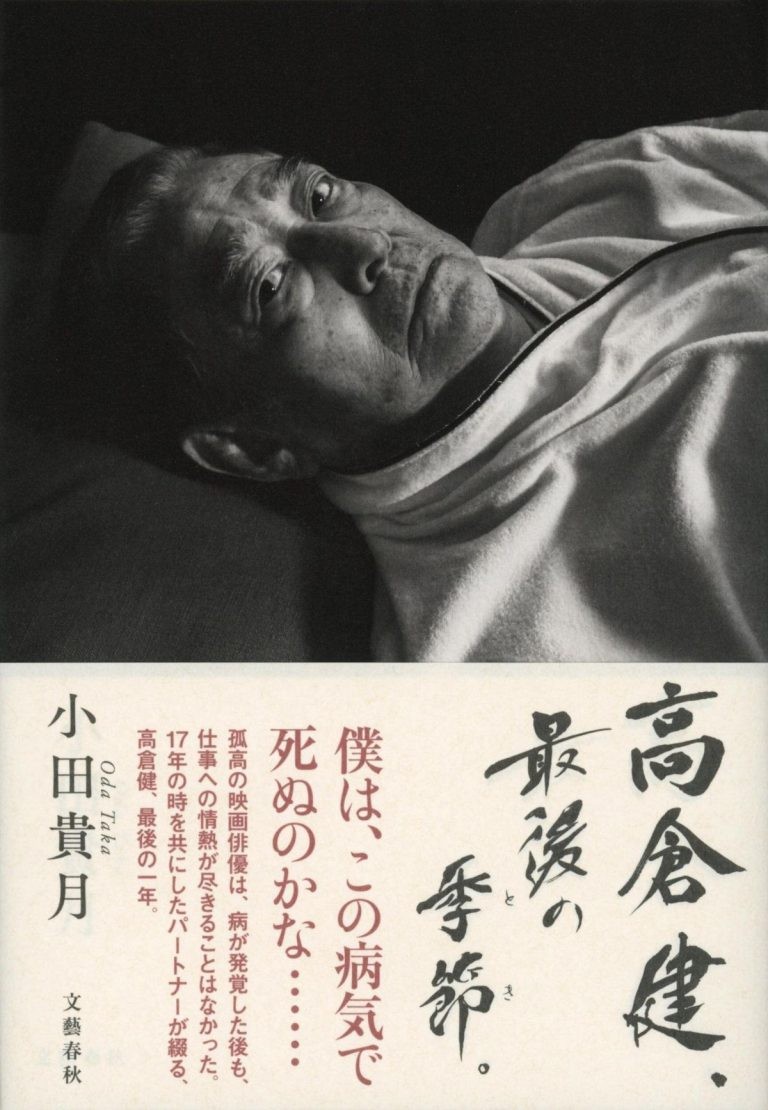 高倉健、
最後の
季節。
とき
僕は、この病気で
死ぬのかな……
孤高の映画俳優は、病が発覚した後も、
仕事への情熱が尽きることはなかった。
17年の時を共にしたパートナーが綴る、
高倉健、最後の一年。
小田貴月
Oda Taka
文藝春秋